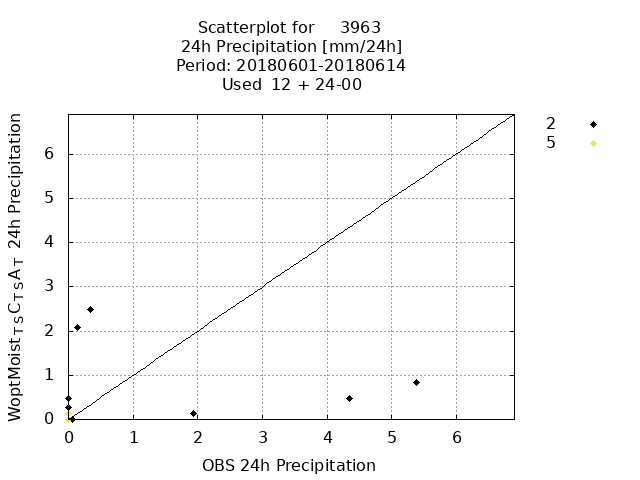 Scatterplot for 3963
24h Precipitation [mm/24h]
Period: 20180601-20180614
Used 12 + 24-00
2
5
WoptMoistTSCTSAT 24h Precipitation
6
5
4
3
2
1
0
0 1 2 3 4 5 6
OBS 24h Precipitation